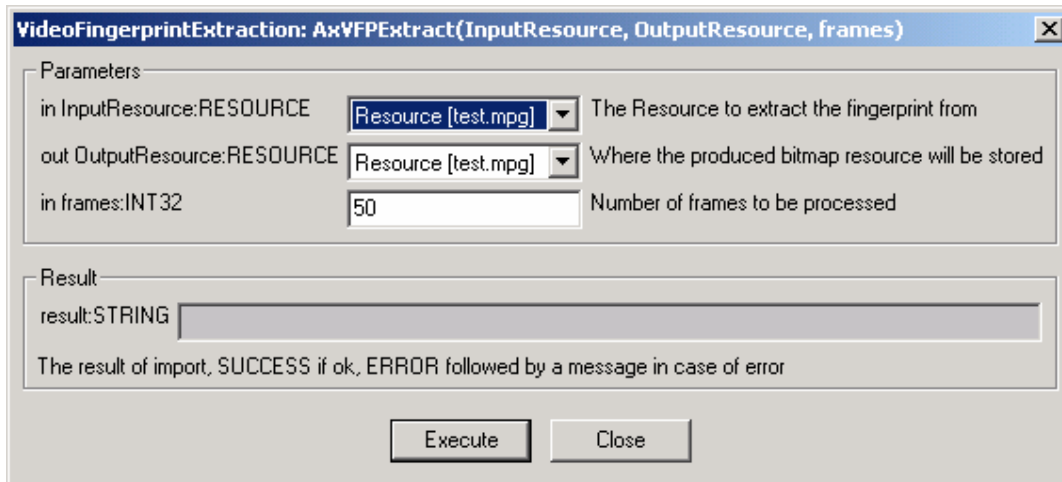 VideoFingerprintExtraction: AxVFPExtract(InputResource, OutputResource, frames)
Parameters
in InputResource:RESOURCE Resource [test.mpg] The Resource to extract the fingerprint from
out OutputResource:RESOURCE Resource [test.mpg] Where the produced bitmap resource will be stored
in frames:INT32 50 Number of frames to be processed
Result
result:STRING
The result of import, SUCCESS if ok, ERROR followed by a message in case of error
Execute Close